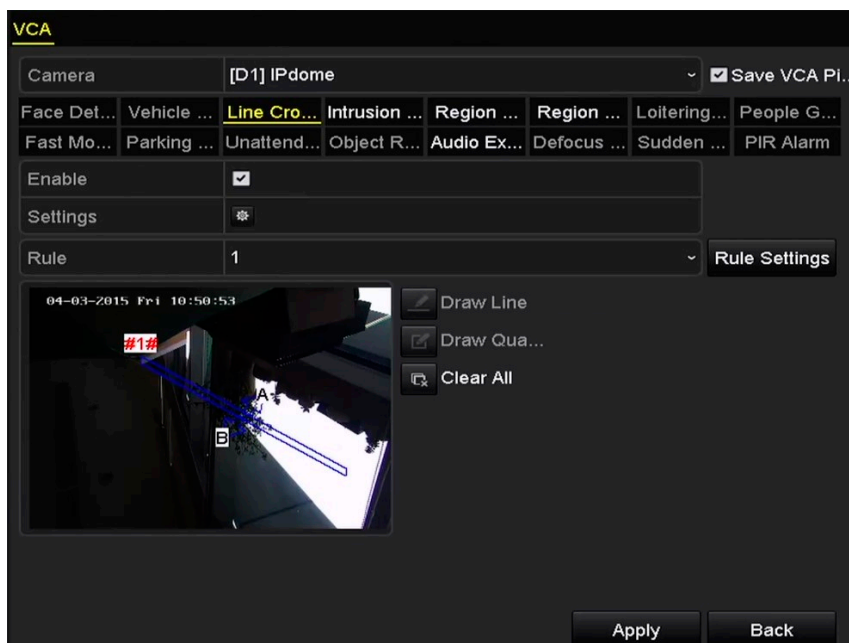 VCA
Camera [D1] IPdome Save VCA Pi..
Face Det... Vehicle ... Line Cro... Intrusion ... Region ... Region ... Loitering... People G...
Fast Mo... Parking ... Unattend... Object R... Audio Ex... Defocus ... Sudden ... PIR Alarm
Enable
Settings
Rule 1 Rule Settings
04-03-2015 Fri 10:50:53
#1#
A
B
Draw Line
Draw Qua...
Clear All
Apply Back